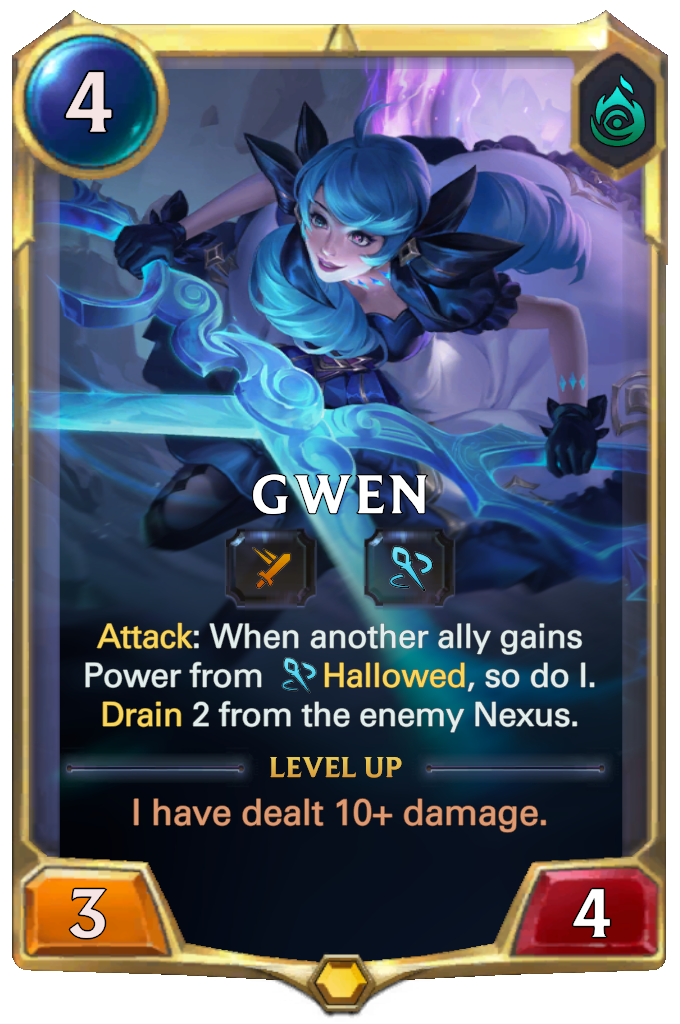 4
GWEN
Attack: When another ally gains
Power from Hallowed, so do I.
Drain 2 from the enemy Nexus.
LEVEL UP
I have dealt 10+ damage.
3
4